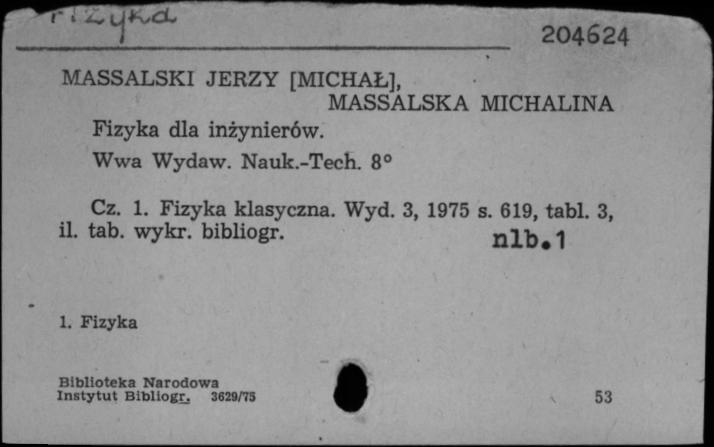 Fizyka
204624
MASSALSKI JERZY [MICHAŁ],
MASSALSKA MICHALINA
Fizyka dla inżynierów.
Wwa Wydaw. Nauk.-Tech. 8°
Cz. 1. Fizyka klasyczna. Wyd. 3, 1975 s. 619, tabl. 3,
il. tab. wykr. bibliogr. nlb.1
1. Fizyka
Biblioteka Narodowa
Instytut Bibliogr. 3629/75 53